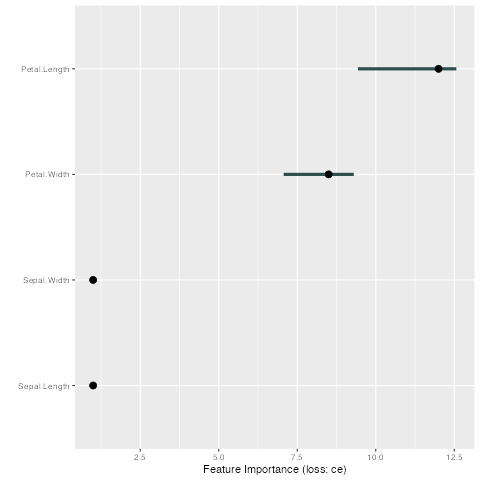 Petal.Length
Petal.Width
Sepal.Width
Sepal.Length
2.5 5.0 7.5 10.0 12.5
Feature Importance (loss: ce)